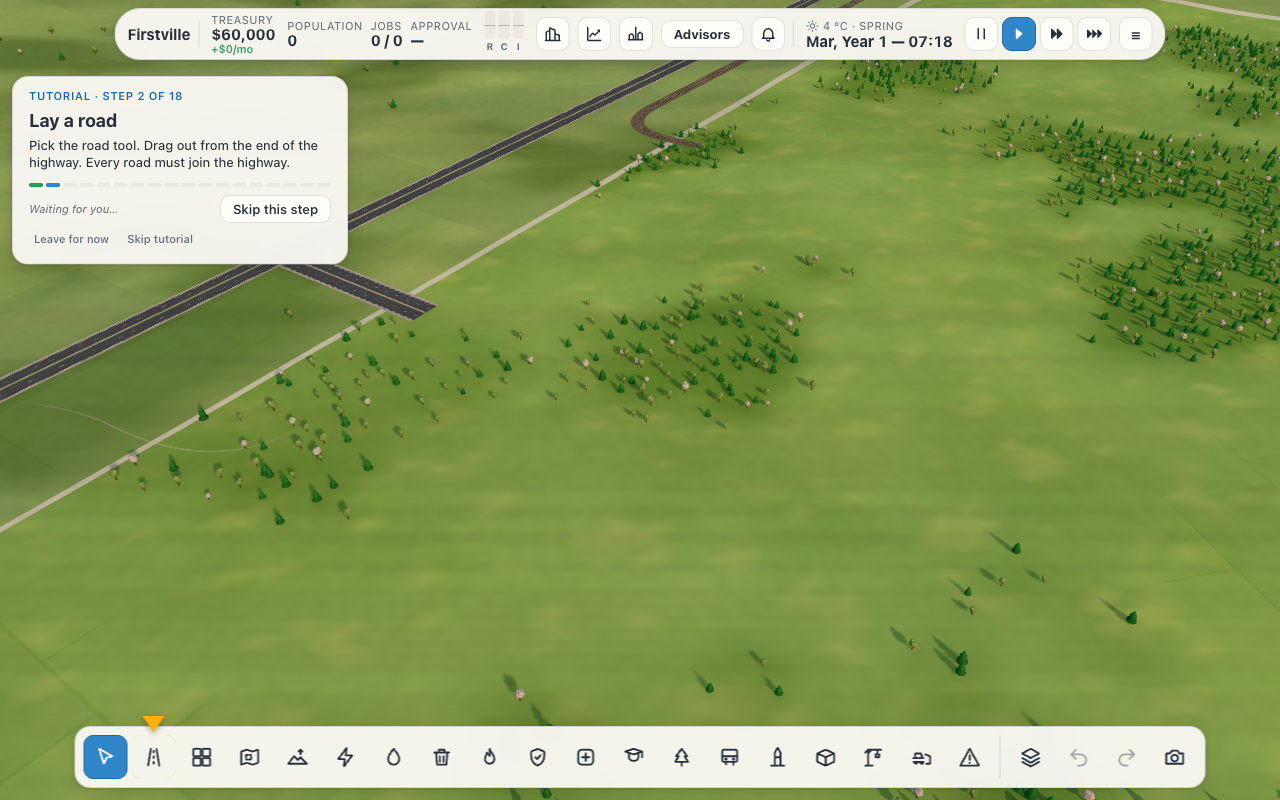 Firstville
TREASURY
$60,000
+$0/mo
POPULATION
0
JOBS
0 / 0
APPROVAL
—
R C I
Advisors
4 °C · SPRING
Mar, Year 1 — 07:18
TUTORIAL · STEP 2 OF 18
Lay a road
Pick the road tool. Drag out from the end of the
highway. Every road must join the highway.
Waiting for you…
Skip this step
Leave for now
Skip tutorial